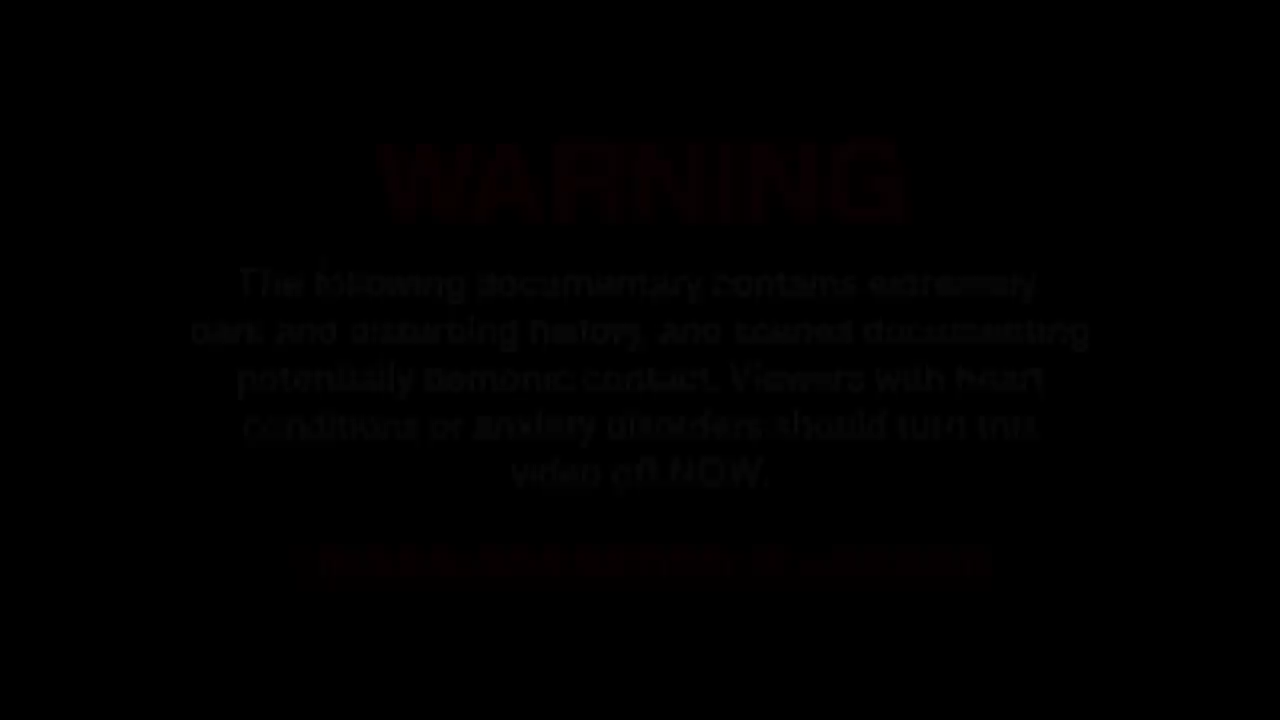 WARNING
The following documentary contains extremely
dark and disturbing history, and scenes documenting
potentially demonic contact. Viewers with heart
conditions or anxiety disorders should turn this
video off NOW.